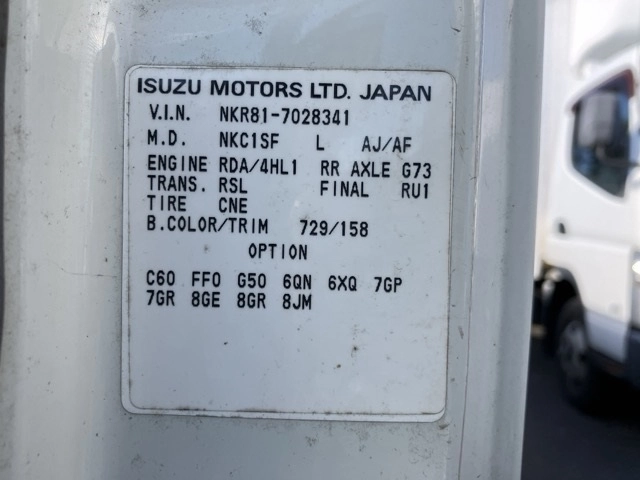 ISUZU MOTORS LTD. JAPAN
V.I.N. NKR81-7028341
M.D. NKC1SF L AJ/AF
ENGINE RDA/4HL1 RR AXLE G73
TRANS. RSL FINAL RU1
TIRE CNE
B.COLOR/TRIM 729/158
OPTION
C60 FF0 G50 6QN 6XQ 7GP
7GR 8GE 8GR 8JM